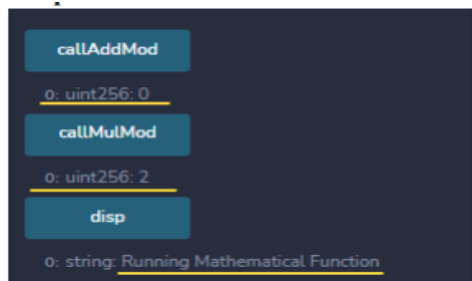 callAddMod
0: uint256: 0
callMulMod
0: uint256: 2
disp
0: string: Running Mathematical Function